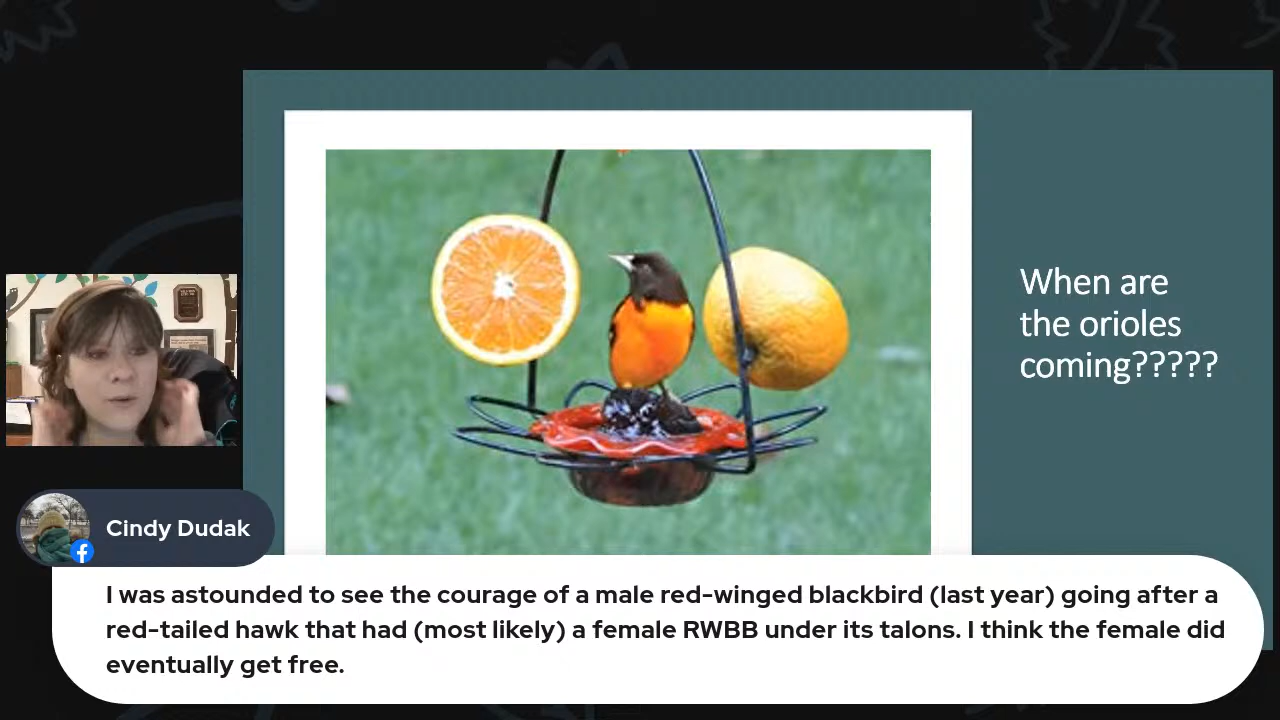 When are
the orioles
coming?????
Cindy Dudak
I was astounded to see the courage of a male red-winged blackbird (last year) going after a
red-tailed hawk that had (most likely) a female RWBB under its talons. I think the female did
eventually get free.